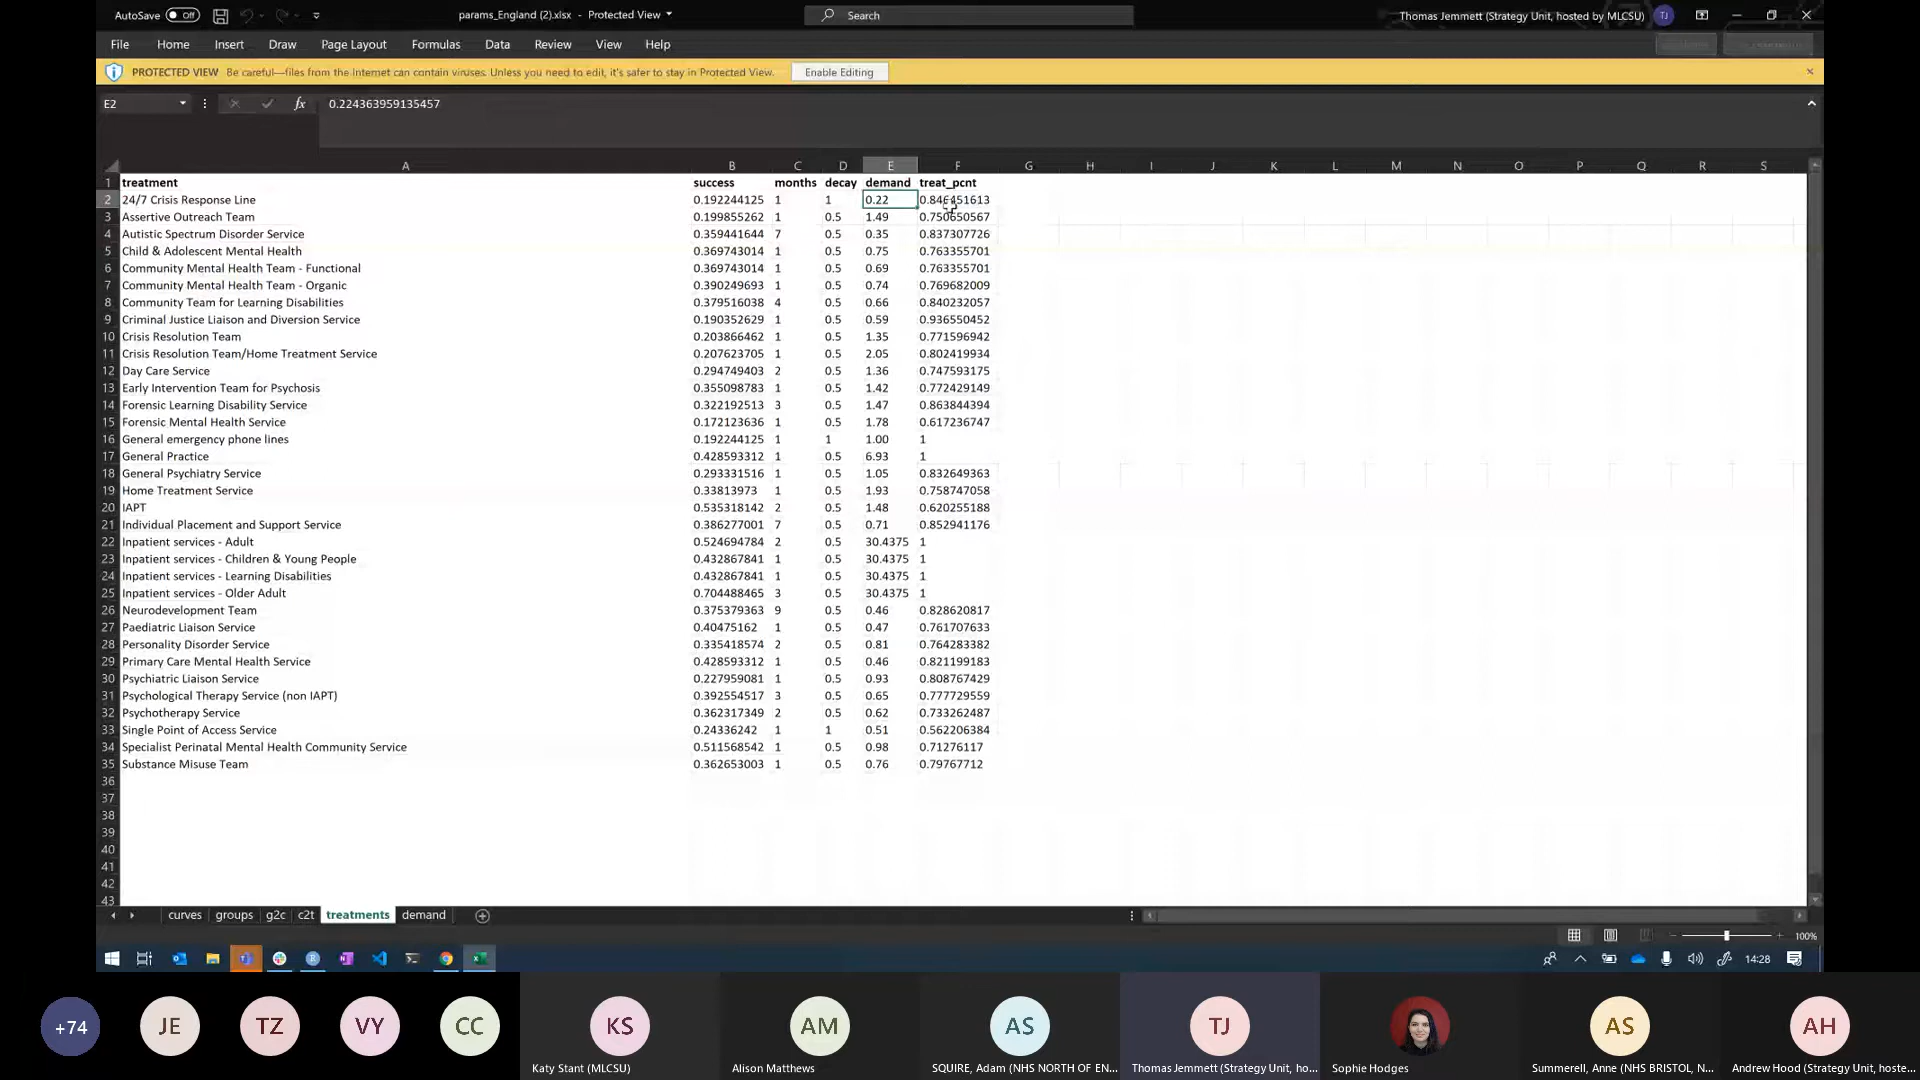 AutoSave Off params_England (2).xlsx - Protected View Search Thomas Jemmett (Strategy Unit, hosted by MLCSU) TJ
File Home Insert Draw Page Layout Formulas Data Review View Help
PROTECTED VIEW Be careful—files from the Internet can contain viruses. Unless you need to edit, it's safer to stay in Protected View. Enable Editing
E2 fx 0.224363959135457
A B C D E F G H I J K L M N O P Q R S
1 treatment success months decay demand treat_pcnt
2 24/7 Crisis Response Line 0.192244125 1 1 0.22 0.846451613
3 Assertive Outreach Team 0.199855262 1 0.5 1.49 0.750650567
4 Autistic Spectrum Disorder Service 0.359441644 7 0.5 0.35 0.837307726
5 Child & Adolescent Mental Health 0.369743014 1 0.5 0.75 0.763355701
6 Community Mental Health Team - Functional 0.369743014 1 0.5 0.69 0.763355701
7 Community Mental Health Team - Organic 0.390249693 1 0.5 0.74 0.769682009
8 Community Team for Learning Disabilities 0.379516038 4 0.5 0.66 0.840232057
9 Criminal Justice Liaison and Diversion Service 0.190352629 1 0.5 0.59 0.936550452
10 Crisis Resolution Team 0.203866462 1 0.5 1.35 0.771596942
11 Crisis Resolution Team/Home Treatment Service 0.207623705 1 0.5 2.05 0.802419934
12 Day Care Service 0.294749403 2 0.5 1.36 0.747593175
13 Early Intervention Team for Psychosis 0.355098783 1 0.5 1.42 0.772429149
14 Forensic Learning Disability Service 0.322192513 3 0.5 1.47 0.863844394
15 Forensic Mental Health Service 0.172123636 1 0.5 1.78 0.617236747
16 General emergency phone lines 0.192244125 1 1 1.00 1
17 General Practice 0.428593312 1 0.5 6.93 1
18 General Psychiatry Service 0.293331516 1 0.5 1.05 0.832649363
19 Home Treatment Service 0.33813973 1 0.5 1.93 0.758747058
20 IAPT 0.535318142 2 0.5 1.48 0.620255188
21 Individual Placement and Support Service 0.386277001 7 0.5 0.71 0.852941176
22 Inpatient services - Adult 0.524694784 2 0.5 30.4375 1
23 Inpatient services - Children & Young People 0.432867841 1 0.5 30.4375 1
24 Inpatient services - Learning Disabilities 0.432867841 1 0.5 30.4375 1
25 Inpatient services - Older Adult 0.704488465 3 0.5 30.4375 1
26 Neurodevelopment Team 0.375379363 9 0.5 0.46 0.828620817
27 Paediatric Liaison Service 0.40475162 1 0.5 0.47 0.761707633
28 Personality Disorder Service 0.335418574 2 0.5 0.81 0.764283382
29 Primary Care Mental Health Service 0.428593312 1 0.5 0.46 0.821199183
30 Psychiatric Liaison Service 0.227959081 1 0.5 0.93 0.808767429
31 Psychological Therapy Service (non IAPT) 0.392554517 3 0.5 0.65 0.777729559
32 Psychotherapy Service 0.362317349 2 0.5 0.62 0.733262487
33 Single Point of Access Service 0.24336242 1 1 0.51 0.562206384
34 Specialist Perinatal Mental Health Community Service 0.511568542 1 0.5 0.98 0.71276117
35 Substance Misuse Team 0.362653003 1 0.5 0.76 0.79767712
36
37
38
39
40
41
42
43
curves groups g2c c2t treatments demand
100%
14:28
+74 JE TZ VY CC KS AM AS TJ AS AH
Katy Stant (MLCSU) Alison Matthews SQUIRE, Adam (NHS NORTH OF EN... Thomas Jemmett (Strategy Unit, ho... Sophie Hodges Summerell, Anne (NHS BRISTOL, N... Andrew Hood (Strategy Unit, hoste...